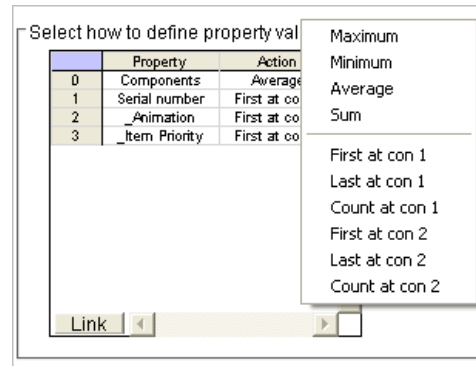 Select how to define property val
Property Action
0 Components Average
1 Serial number First at co
2 _Animation First at co
3 _Item Priority First at co
Link
Maximum
Minimum
Average
Sum
First at con 1
Last at con 1
Count at con 1
First at con 2
Last at con 2
Count at con 2